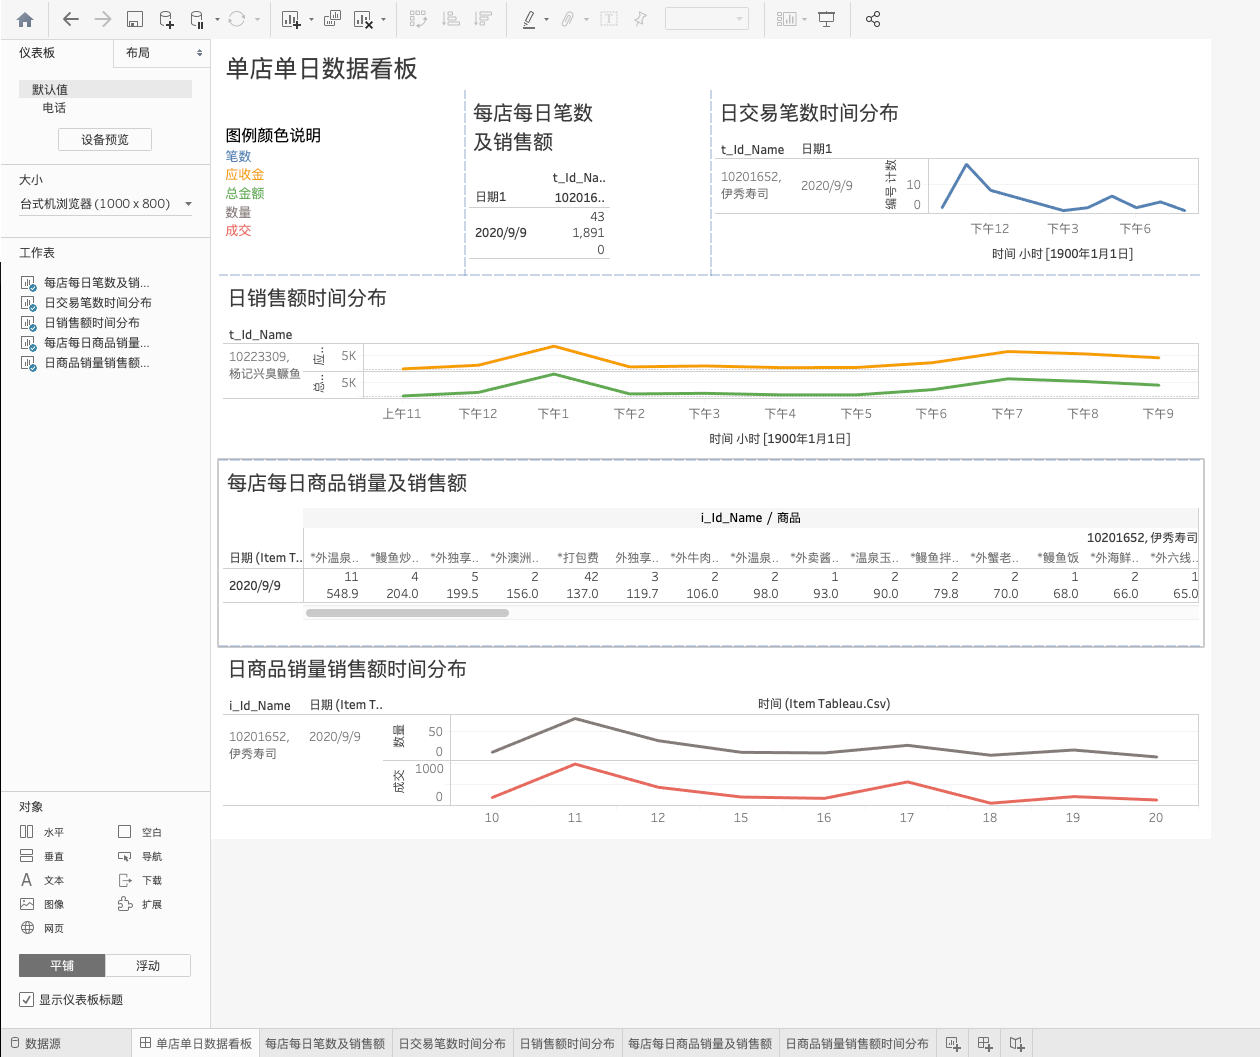 仪表板
布局
默认值
电话
设备预览
大小
台式机浏览器 (1000 x 800)
工作表
每店每日笔数及销...
日交易笔数时间分布
日销售额时间分布
每店每日商品销量...
日商品销量销售额...
对象
水平
空白
垂直
导航
文本
下载
图像
扩展
网页
平铺
浮动
显示仪表板标题
单店单日数据看板
图例颜色说明
笔数
应收金
总金额
数量
成交
每店每日笔数
及销售额
t_Id_Na..
日期1
102016..
43
2020/9/9
1,891
0
日交易笔数时间分布
t_Id_Name
日期1
10201652,
伊秀寿司
2020/9/9
编号 计数
10
0
下午12
下午3
下午6
时间 小时 [1900年1月1日]
日销售额时间分布
t_Id_Name
10223309,
杨记兴臭鳜鱼
应...
5K
总...
5K
上午11
下午12
下午1
下午2
下午3
下午4
下午5
下午6
下午7
下午8
下午9
时间 小时 [1900年1月1日]
每店每日商品销量及销售额
i_Id_Name / 商品
10201652, 伊秀寿司
日期 (Item T.. *外温泉.. *鳗鱼炒.. *外独享.. *外澳洲.. *打包费 外独享.. *外牛肉.. *外温泉.. *外卖酱.. *温泉玉.. *鳗鱼拌.. *外蟹老.. *鳗鱼饭 *外海鲜.. *外六线..
2020/9/9
11 4 5 2 42 3 2 2 1 2 2 2 1 2 1
548.9 204.0 199.5 156.0 137.0 119.7 106.0 98.0 93.0 90.0 79.8 70.0 68.0 66.0 65.0
日商品销量销售额时间分布
i_Id_Name
日期 (Item T..
时间 (Item Tableau.Csv)
10201652,
伊秀寿司
2020/9/9
数量
50
0
成交
1000
0
10 11 12 15 16 17 18 19 20
数据源
单店单日数据看板
每店每日笔数及销售额
日交易笔数时间分布
日销售额时间分布
每店每日商品销量及销售额
日商品销量销售额时间分布